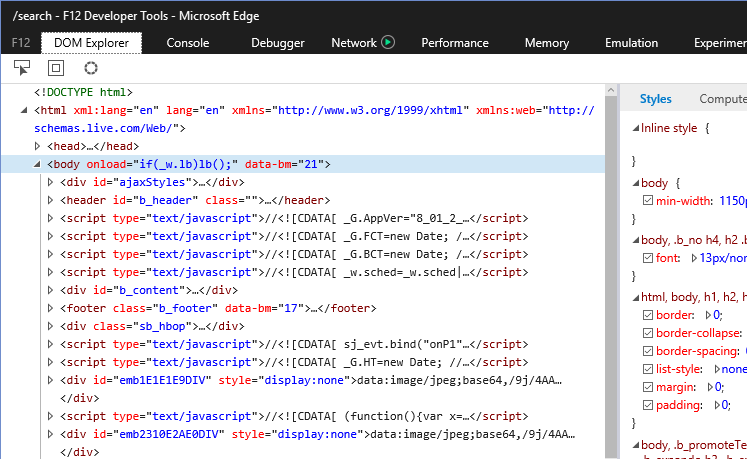 /search - F12 Developer Tools - Microsoft Edge
F12 DOM Explorer Console Debugger Network Performance Memory Emulation Experimen
Styles Compute
<!DOCTYPE html>
<html xml:lang="en" lang="en" xmlns="http://www.w3.org/1999/xhtml" xmlns:web="http://
schemas.live.com/Web/">
<head>…</head>
<body onload="if(_w.lb)lb();" data-bm="21">
<div id="ajaxStyles">…</div>
<header id="b_header" class="">…</header>
<script type="text/javascript">//<![CDATA[ _G.AppVer="8_01_2_…</script>
<script type="text/javascript">//<![CDATA[ _G.FCT=new Date; /…</script>
<script type="text/javascript">//<![CDATA[ _G.BCT=new Date; /…</script>
<script type="text/javascript">//<![CDATA[ _w.sched=_w.sched|…</script>
<div id="b_content">…</div>
<footer class="b_footer" data-bm="17">…</footer>
<div class="sb_hbop">…</div>
<script type="text/javascript">//<![CDATA[ sj_evt.bind("onP1"…</script>
<script type="text/javascript">//<![CDATA[ _G.HT=new Date; //…</script>
<div id="emb1E1E1E9DIV" style="display:none">data:image/jpeg;base64,/9j/4AA…
</div>
<script type="text/javascript">//<![CDATA[ (function(){var x=…</script>
<div id="emb2310E2AE0DIV" style="display:none">data:image/jpeg;base64,/9j/4AA…
</div>
Inline style {
}
body {
min-width: 1150p
}
body, .b_no h4, h2 .b
font: 13px/nor
}
html, body, h1, h2, h
border: 0;
border-collapse:
border-spacing: 0
list-style: none
margin: 0;
padding: 0;
}
body, .b_promoteTe